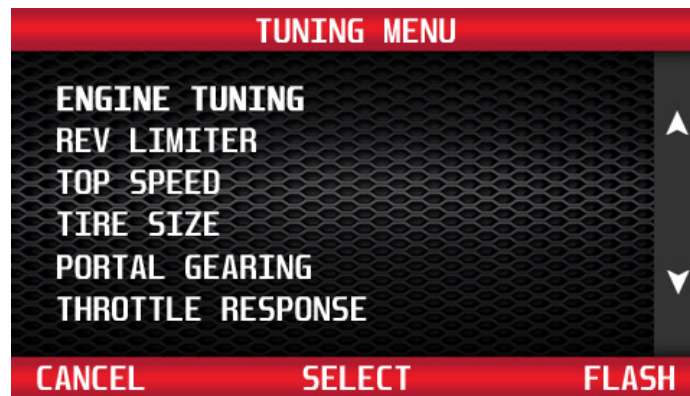 TUNING MENU
ENGINE TUNING
REV LIMITER
TOP SPEED
TIRE SIZE
PORTAL GEARING
THROTTLE RESPONSE
CANCEL SELECT FLASH